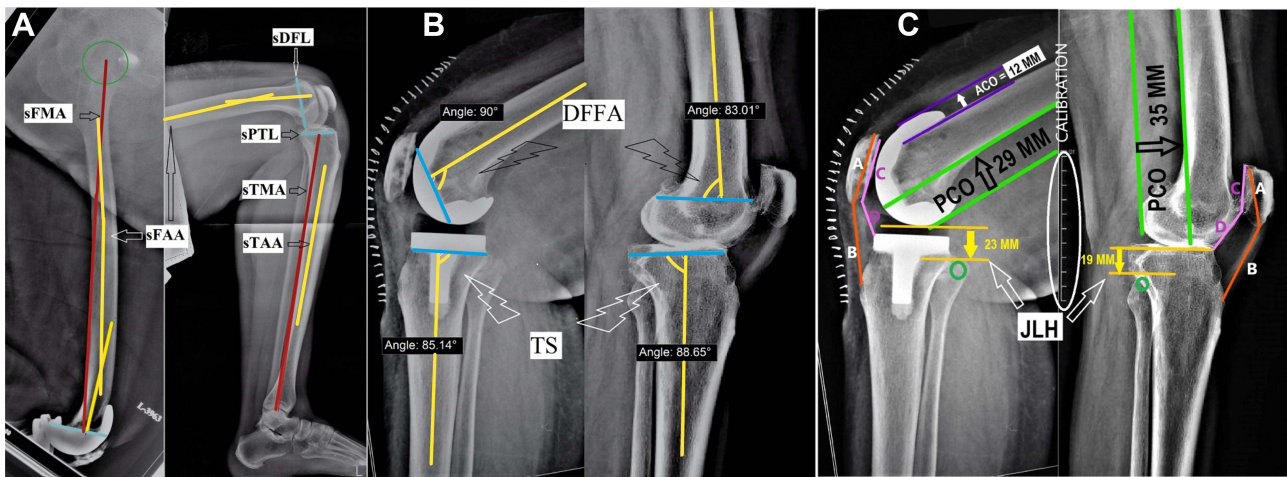 A
sFMA
sFAA
sDFL
sPTL
sTMA
sTAA
L-3963
L
B
Angle: 90°
DFFA
Angle: 83.01°
TS
Angle: 85.14°
Angle: 88.65°
C
ACO = 12 MM
PCO 29 MM
CALIBRATION
PCO 35 MM
A
C
D
B
23 MM
JLH
19 MM
A
C
D
B